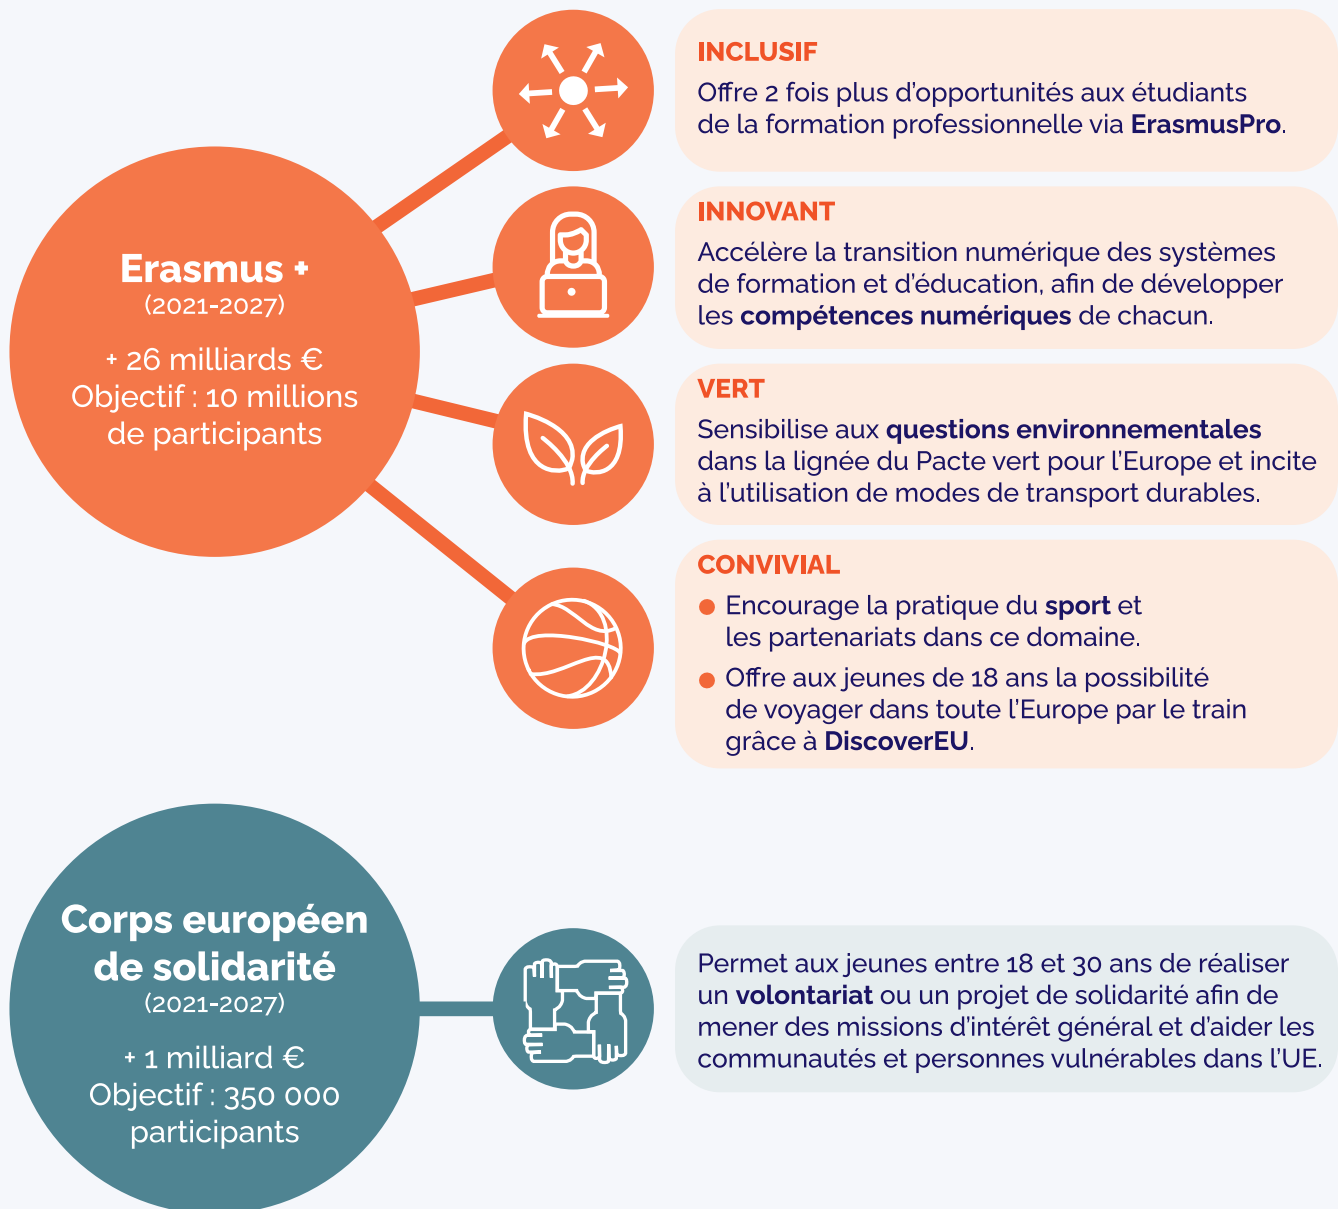 Erasmus +
(2021-2027)
+ 26 milliards €
Objectif : 10 millions
de participants
INCLUSIF
Offre 2 fois plus d’opportunités aux étudiants
de la formation professionnelle via ErasmusPro.
INNOVANT
Accélère la transition numérique des systèmes
de formation et d’éducation, afin de développer
les compétences numériques de chacun.
VERT
Sensibilise aux questions environnementales
dans la lignée du Pacte vert pour l’Europe et incite
à l’utilisation de modes de transport durables.
CONVIVIAL
● Encourage la pratique du sport et
les partenariats dans ce domaine.
● Offre aux jeunes de 18 ans la possibilité
de voyager dans toute l’Europe par le train
grâce à DiscoverEU.
Corps européen
de solidarité
(2021-2027)
+ 1 milliard €
Objectif : 350 000
participants
Permet aux jeunes entre 18 et 30 ans de réaliser
un volontariat ou un projet de solidarité afin de
mener des missions d’intérêt général et d’aider les
communautés et personnes vulnérables dans l’UE.